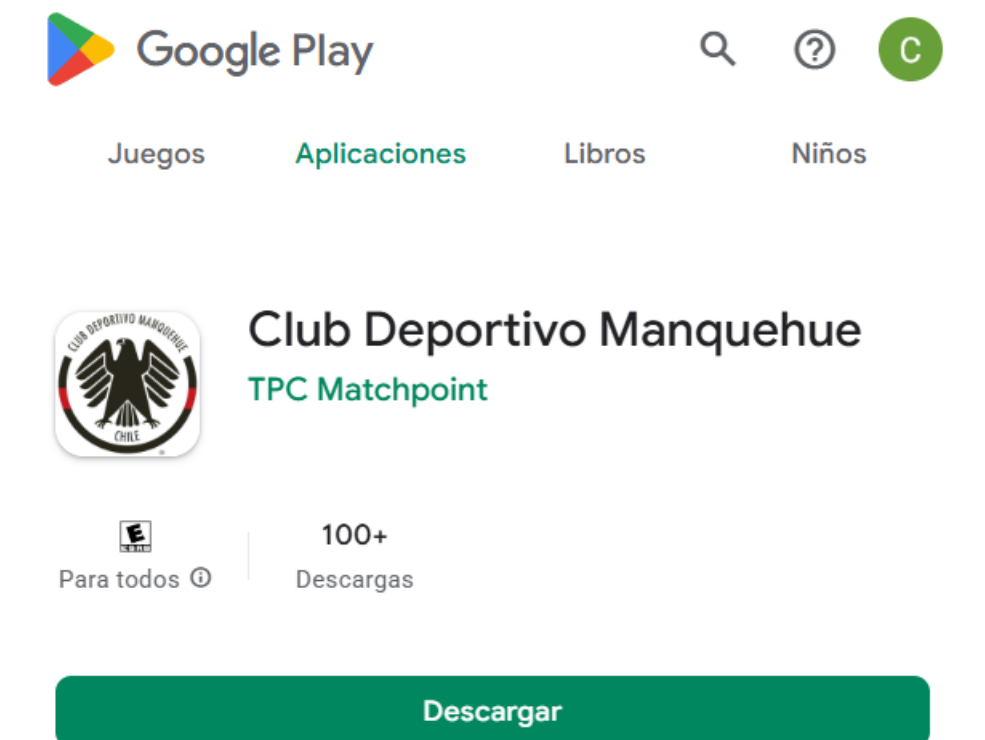 Google Play
C
Juegos Aplicaciones Libros Niños
CLUB DEPORTIVO MANQUEHUE
CHILE
Club Deportivo Manquehue
TPC Matchpoint
E
100+
Para todos
Descargas
Descargar